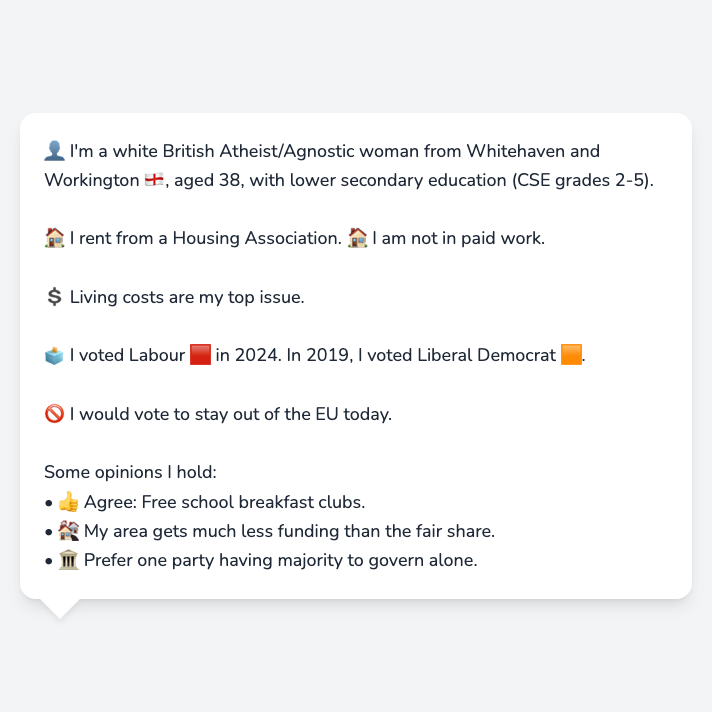 👤 I'm a white British Atheist/Agnostic woman from Whitehaven and
Workington 🏴󠁧󠁢󠁥󠁮󠁧󠁿, aged 38, with lower secondary education (CSE grades 2-5).
🏠 I rent from a Housing Association. 🏠 I am not in paid work.
💲 Living costs are my top issue.
🗳️ I voted Labour 🟥 in 2024. In 2019, I voted Liberal Democrat 🟧.
🚫 I would vote to stay out of the EU today.
Some opinions I hold:
• 👍 Agree: Free school breakfast clubs.
• 🏚️ My area gets much less funding than the fair share.
• 🏛️ Prefer one party having majority to govern alone.